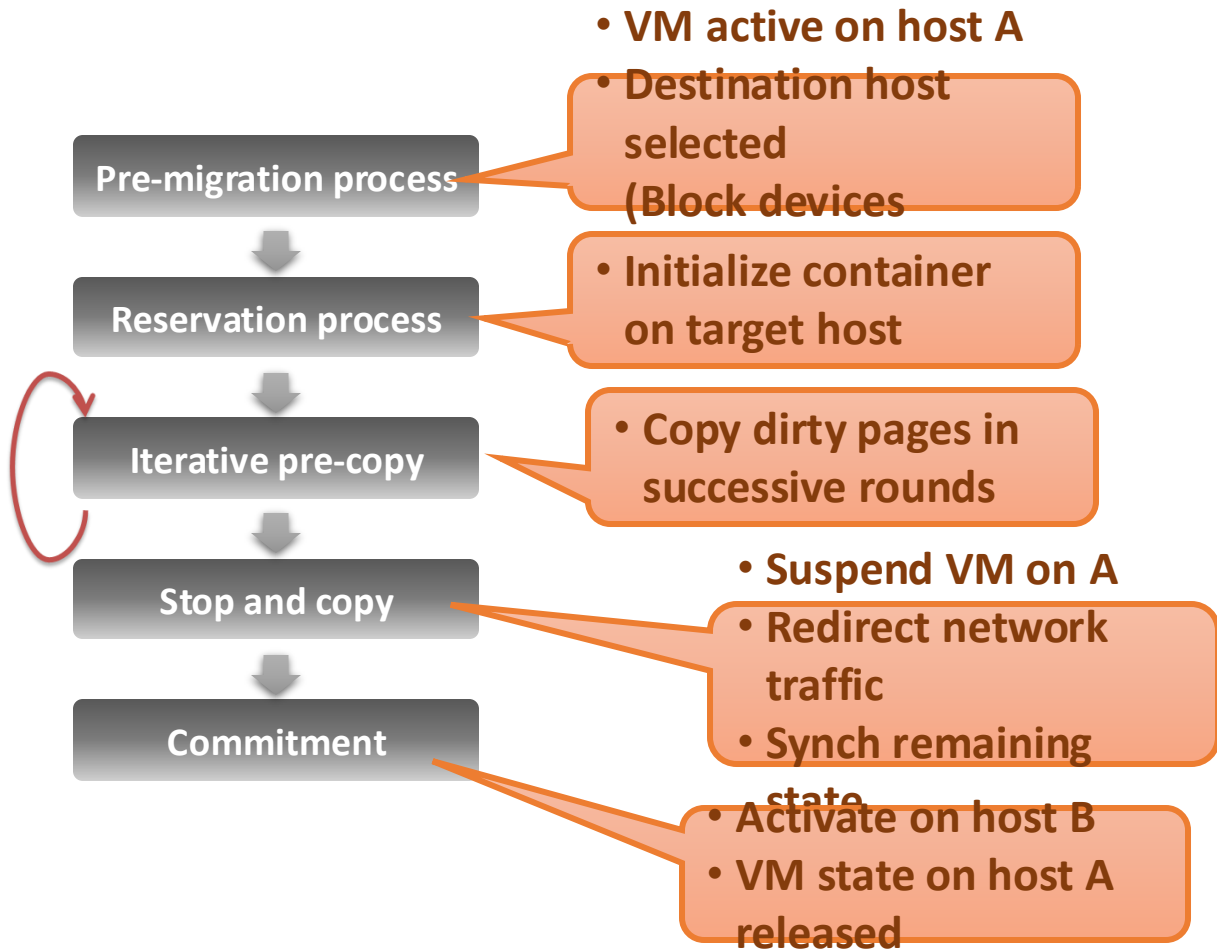 • VM active on host A
• Destination host
selected
(Block devices
Pre-migration process
• Initialize container
on target host
Reservation process
• Copy dirty pages in
successive rounds
Iterative pre-copy
• Suspend VM on A
• Redirect network
traffic
• Synch remaining
state
Stop and copy
• Activate on host B
• VM state on host A
released
Commitment